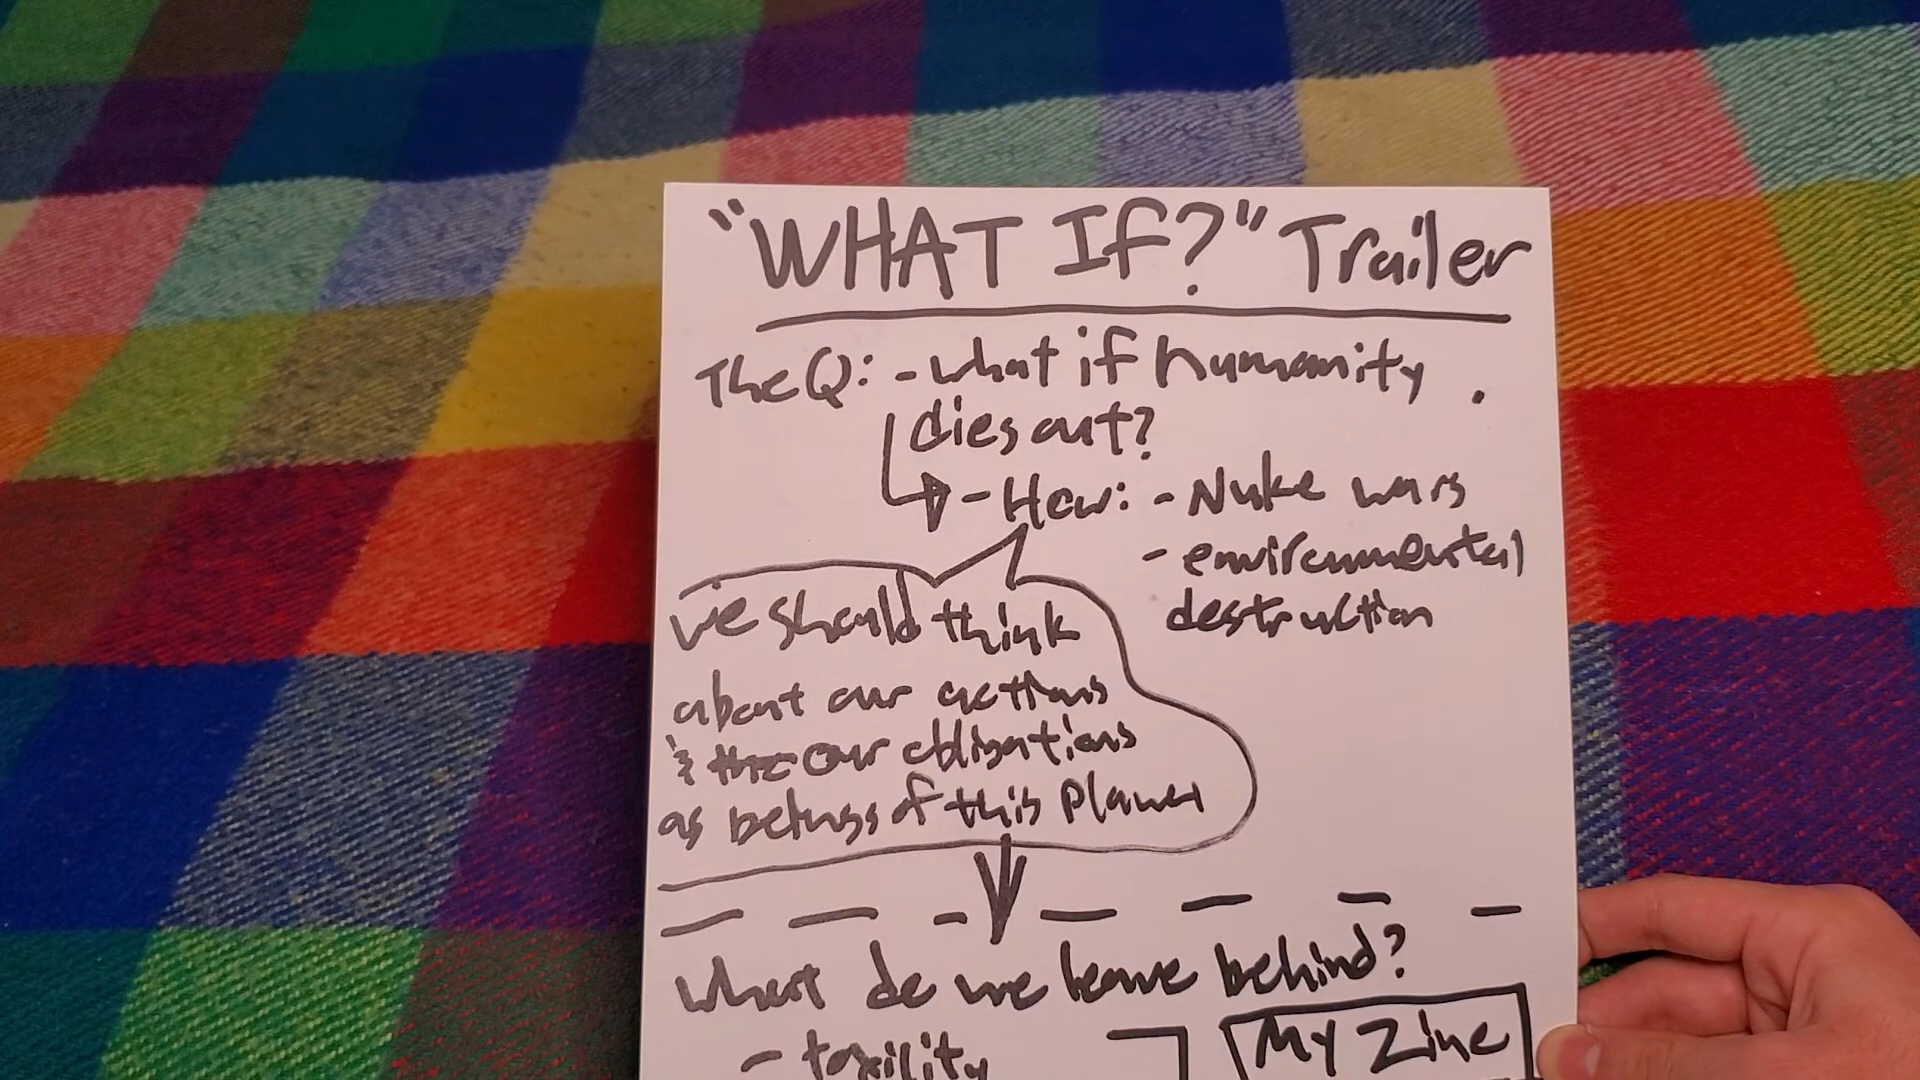 "WHAT If?" Trailer
The Q: - what if humanity
dies out?
- How: - Nuke wars
- environmental
destruction
we should think
about our actions
& the our obligations
as beings of this planet
what do we leave behind?
- toxility
My Zine